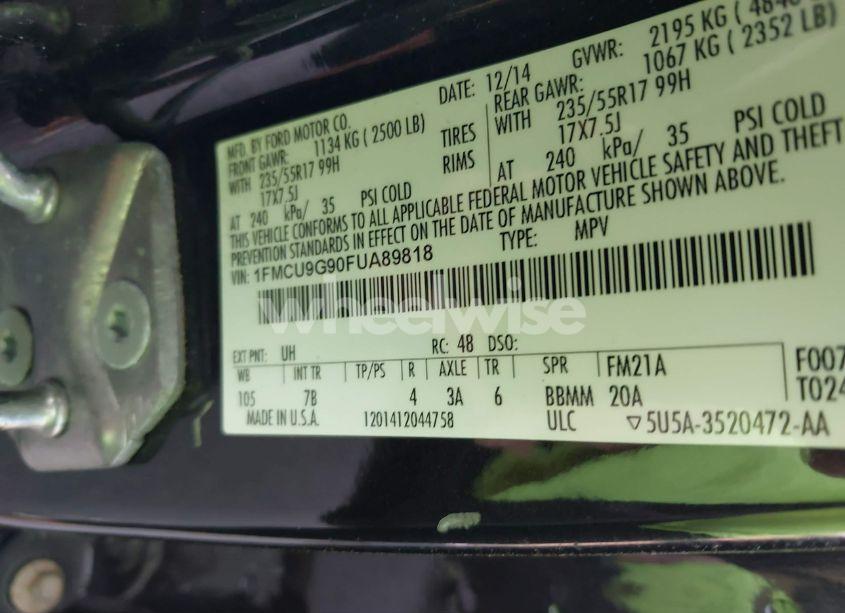 MFD. BY FORD MOTOR CO.
DATE: 12/14
GVWR: 2195 KG
FRONT GAWR: 1134 KG ( 2500 LB)
REAR GAWR: 1067 KG ( 2352 LB)
WITH 235/55R17 99H TIRES WITH 235/55R17 99H
17X7.5J RIMS 17X7.5J
AT 240 kPa/ 35 PSI COLD AT 240 kPa/ 35 PSI COLD
THIS VEHICLE CONFORMS TO ALL APPLICABLE FEDERAL MOTOR VEHICLE SAFETY AND THEFT
PREVENTION STANDARDS IN EFFECT ON THE DATE OF MANUFACTURE SHOWN ABOVE.
VIN: 1FMCU9G90FUA89818 TYPE: MPV
wheelwise
EXT PNT: UH RC: 48 DSO:
WB INT TR TP/PS R AXLE TR SPR FM21A F007
105 7B 4 3A 6 BBMM 20A T024
MADE IN U.S.A. 1201412044758 ULC ▽5U5A-3520472-AA